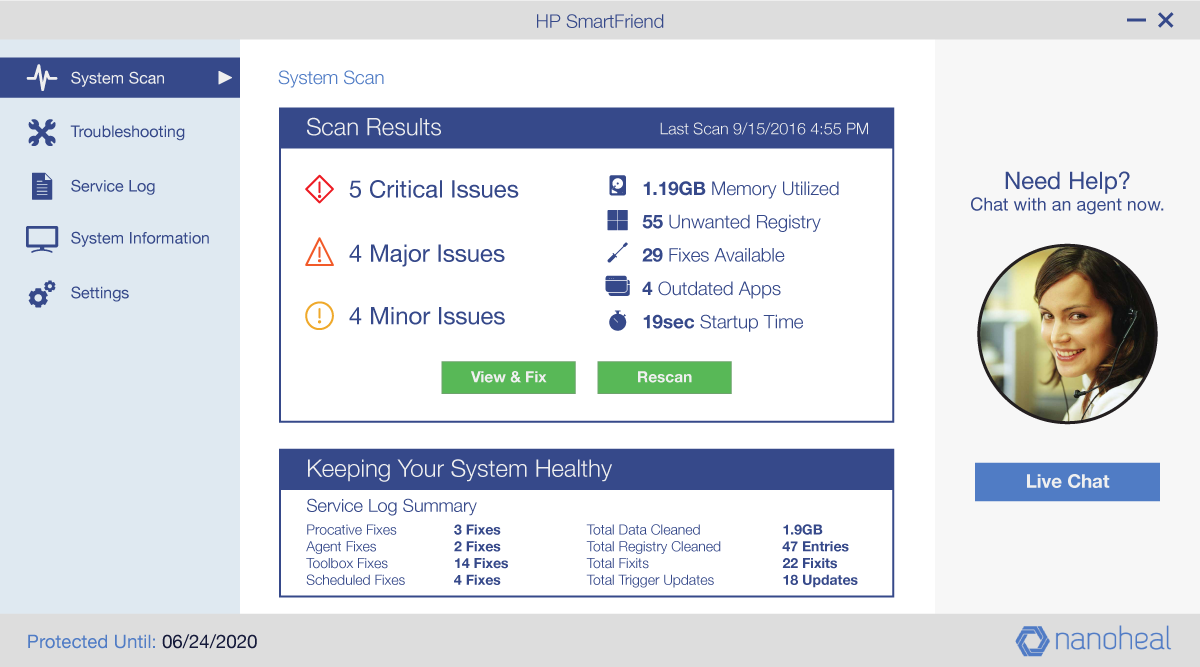 HP SmartFriend
System Scan
Troubleshooting
Service Log
System Information
Settings
System Scan
Scan Results
Last Scan 9/15/2016 4:55 PM
5 Critical Issues
4 Major Issues
4 Minor Issues
1.19GB Memory Utilized
55 Unwanted Registry
29 Fixes Available
4 Outdated Apps
19sec Startup Time
View & Fix
Rescan
Keeping Your System Healthy
Service Log Summary
Procative Fixes 3 Fixes
Agent Fixes 2 Fixes
Toolbox Fixes 14 Fixes
Scheduled Fixes 4 Fixes
Total Data Cleaned 1.9GB
Total Registry Cleaned 47 Entries
Total Fixits 22 Fixits
Total Trigger Updates 18 Updates
Need Help?
Chat with an agent now.
Live Chat
Protected Until: 06/24/2020
nanoheal